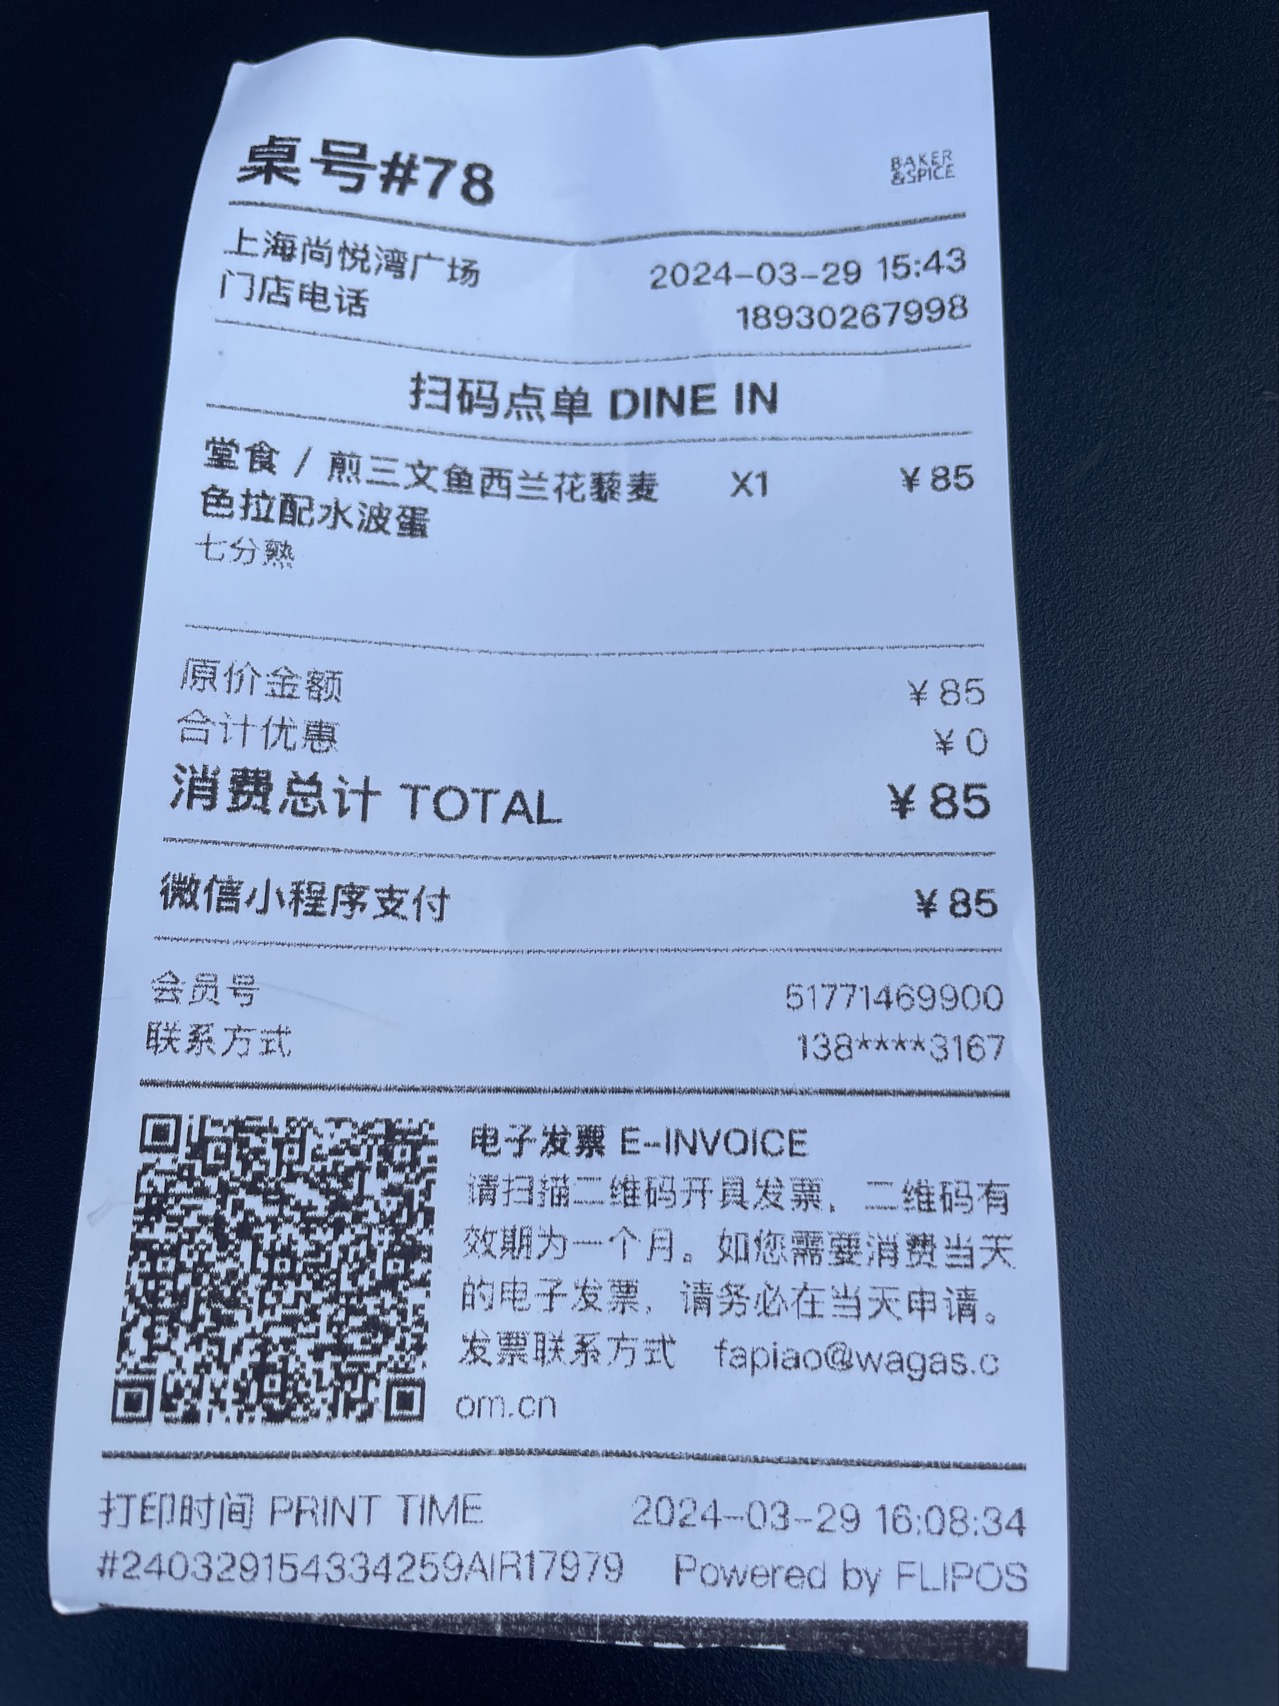 桌号#78
BAKER
&SPICE
上海尚悦湾广场 2024-03-29 15:43
门店电话 18930267998
扫码点单 DINE IN
堂食 / 煎三文鱼西兰花藜麦 X1 ¥85
色拉配水波蛋
七分熟
原价金额 ¥85
合计优惠 ¥0
消费总计 TOTAL ¥85
微信小程序支付 ¥85
会员号 51771469900
联系方式 138****3167
电子发票 E-INVOICE
请扫描二维码开具发票，二维码有
效期为一个月。如您需要消费当天
的电子发票，请务必在当天申请。
发票联系方式 fapiao@wagas.c
om.cn
打印时间 PRINT TIME 2024-03-29 16:08:34
#240329154334259AIR17979 Powered by FLIPOS